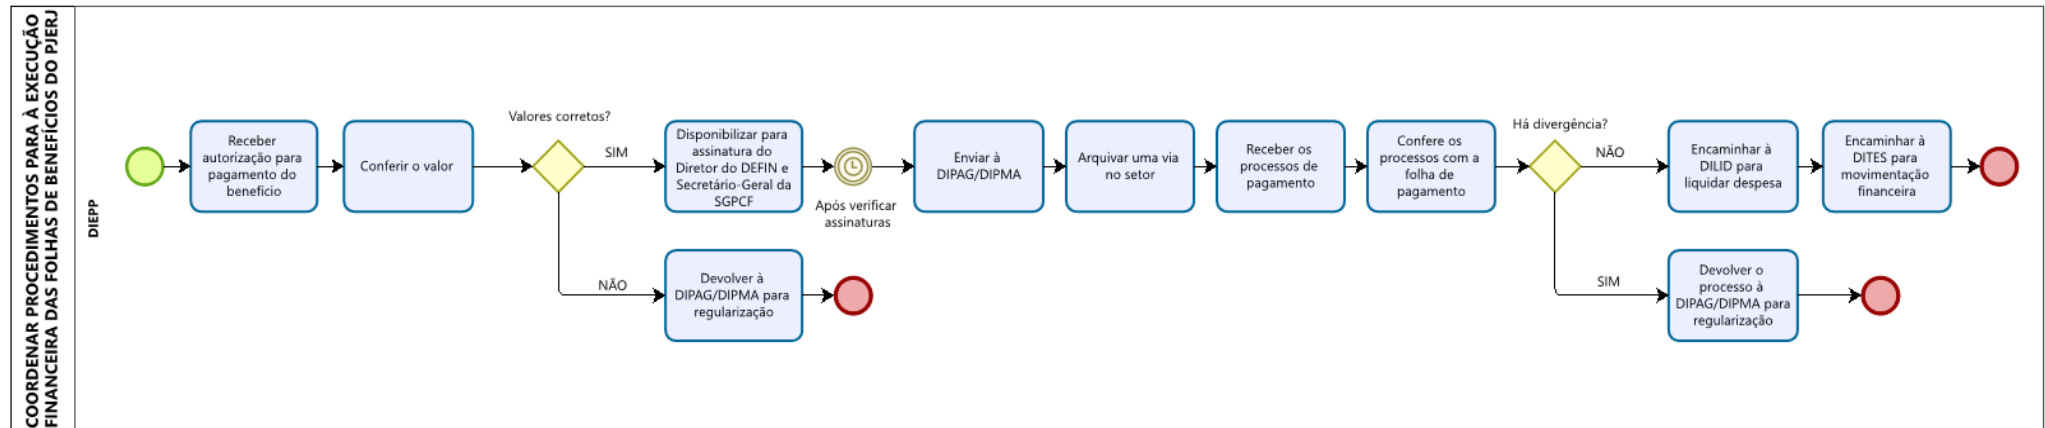 COORDENAR PROCEDIMENTOS PARA À EXECUÇÃO
FINANCEIRA DAS FOLHAS DE BENEFÍCIOS DO PJERJ
DIEPP
Receber
autorização para
pagamento do
benefício
Conferir o valor
Valores corretos?
SIM
NÃO
Disponibilizar para
assinatura do
Diretor do DEFIN e
Secretário-Geral da
SGPCF
Devolver à
DIPAG/DIPMA para
regularização
Após verificar
assinaturas
Enviar à
DIPAG/DIPMA
Arquivar uma via
no setor
Receber os
processos de
pagamento
Confere os
processos com a
folha de
pagamento
Há divergência?
NÃO
SIM
Encaminhar à
DILID para
liquidar despesa
Encaminhar à
DITES para
movimentação
financeira
Devolver o
processo à
DIPAG/DIPMA para
regularização